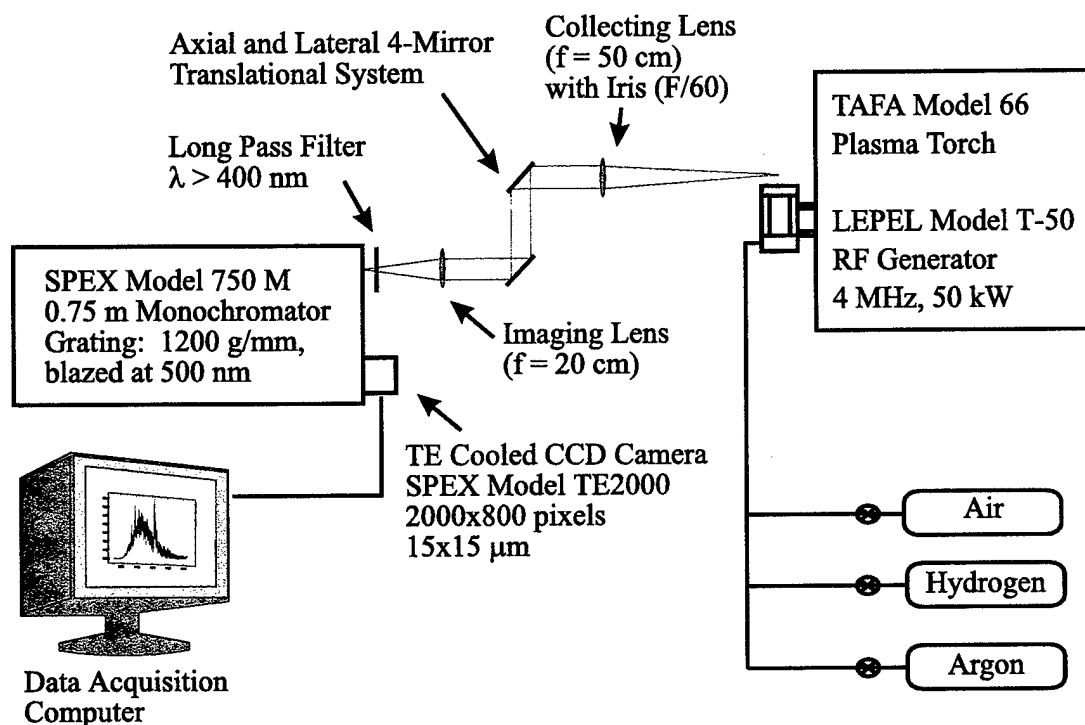 Axial and Lateral 4-Mirror
Translational System
Collecting Lens
(f = 50 cm)
with Iris (F/60)
Long Pass Filter
λ > 400 nm
TAFA Model 66
Plasma Torch
LEPEL Model T-50
RF Generator
4 MHz, 50 kW
SPEX Model 750 M
0.75 m Monochromator
Grating: 1200 g/mm,
blazed at 500 nm
Imaging Lens
(f = 20 cm)
TE Cooled CCD Camera
SPEX Model TE2000
2000x800 pixels
15x15 μm
Air
Hydrogen
Argon
Data Acquisition
Computer